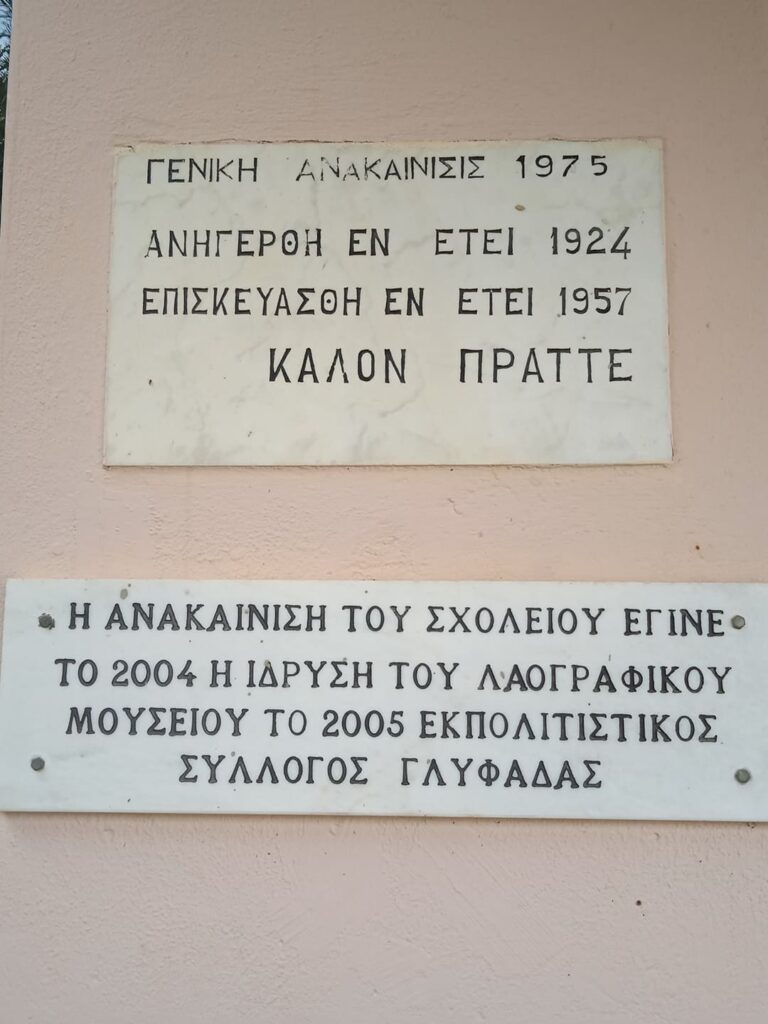 ΓΕΝΙΚΗ ΑΝΑΚΑΙΝΙΣΙΣ 1975
ΑΝΗΓΕΡΘΗ ΕΝ ΕΤΕΙ 1924
ΕΠΙΣΚΕΥΑΣΘΗ ΕΝ ΕΤΕΙ 1957
ΚΑΛΟΝ ΠΡΑΤΤΕ
Η ΑΝΑΚΑΙΝΙΣΗ ΤΟΥ ΣΧΟΛΕΙΟΥ ΕΓΙΝΕ
ΤΟ 2004 Η ΙΔΡΥΣΗ ΤΟΥ ΛΑΟΓΡΑΦΙΚΟΥ
ΜΟΥΣΕΙΟΥ ΤΟ 2005 ΕΚΠΟΛΙΤΙΣΤΙΚΟΣ
ΣΥΛΛΟΓΟΣ ΓΛΥΦΑΔΑΣ